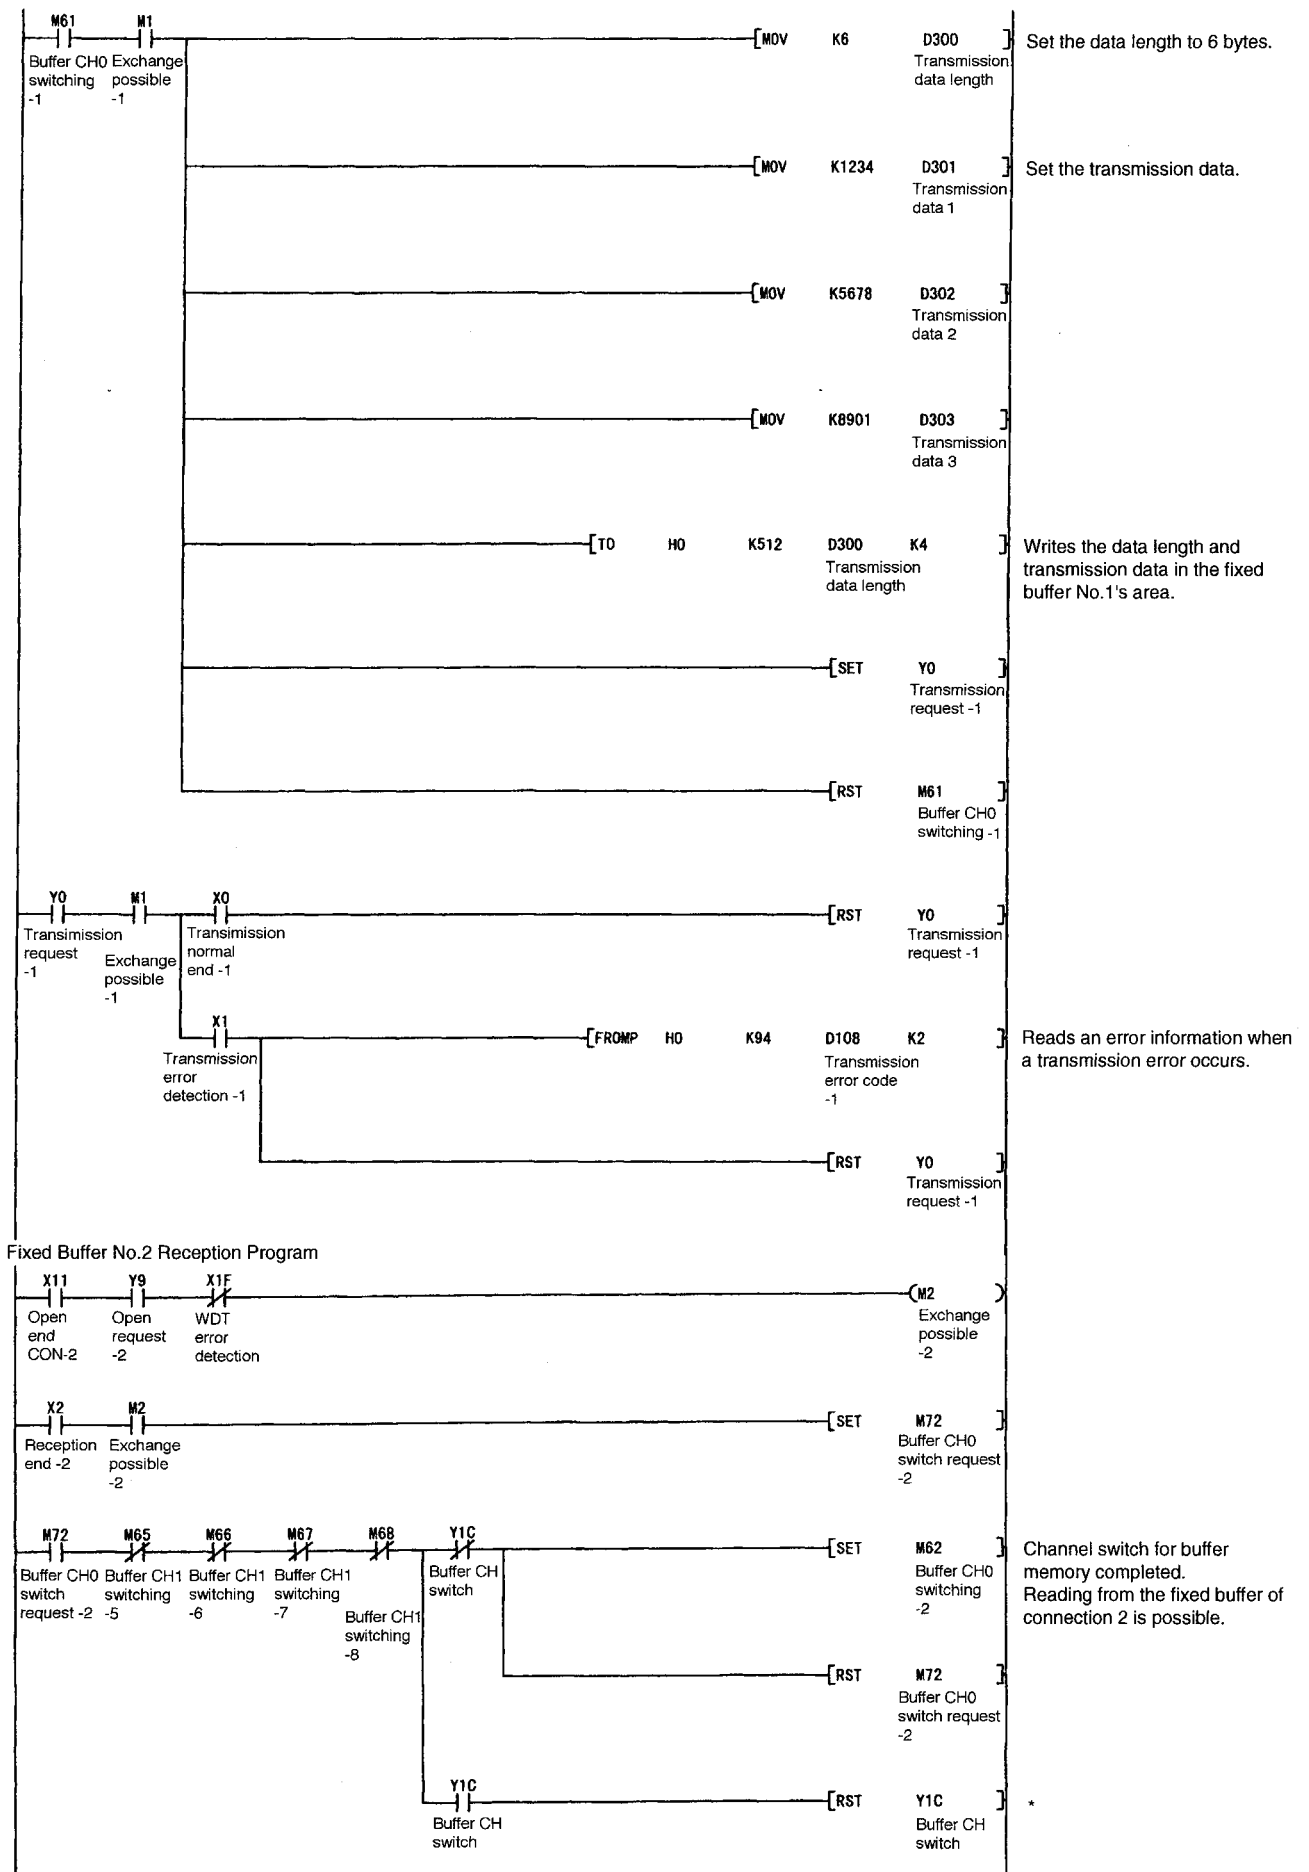 M61 M1
[MOV K6 D300 ] Set the data length to 6 bytes.
Buffer CH0 Exchange Transmission
switching possible data length
-1 -1
[MOV K1234 D301 ] Set the transmission data.
Transmission
data 1
[MOV K5678 D302 ]
Transmission
data 2
[MOV K8901 D303 ]
Transmission
data 3
[TO H0 K512 D300 K4 ] Writes the data length and
Transmission transmission data in the fixed
data length buffer No.1's area.
[SET Y0 ]
Transmission
request -1
[RST M61 ]
Buffer CH0
switching -1
Y0 M1 X0
[RST Y0 ]
Transimission Transimission Transmission
request normal request -1
-1 Exchange end -1
possible
-1
X1
[FROMP H0 K94 D108 K2 ] Reads an error information when
Transmission Transmission a transmission error occurs.
error error code
detection -1 -1
[RST Y0 ]
Transmission
request -1
Fixed Buffer No.2 Reception Program
X11 Y9 X1F
(M2 )
Open Open WDT Exchange
end request error possible
CON-2 -2 detection -2
X2 M2
[SET M72 ]
Reception Exchange Buffer CH0
end -2 possible switch request
-2 -2
M72 M65 M66 M67 M68 Y1C
[SET M62 ] Channel switch for buffer
Buffer CH0 Buffer CH1 Buffer CH1 Buffer CH1 Buffer CH Buffer CH0 memory completed.
switch switching switching switching switch switching Reading from the fixed buffer of
request -2 -5 -6 -7 Buffer CH1 -2 connection 2 is possible.
switching
-8
[RST M72 ]
Buffer CH0
switch request
-2
Y1C
[RST Y1C ] *
Buffer CH Buffer CH
switch switch